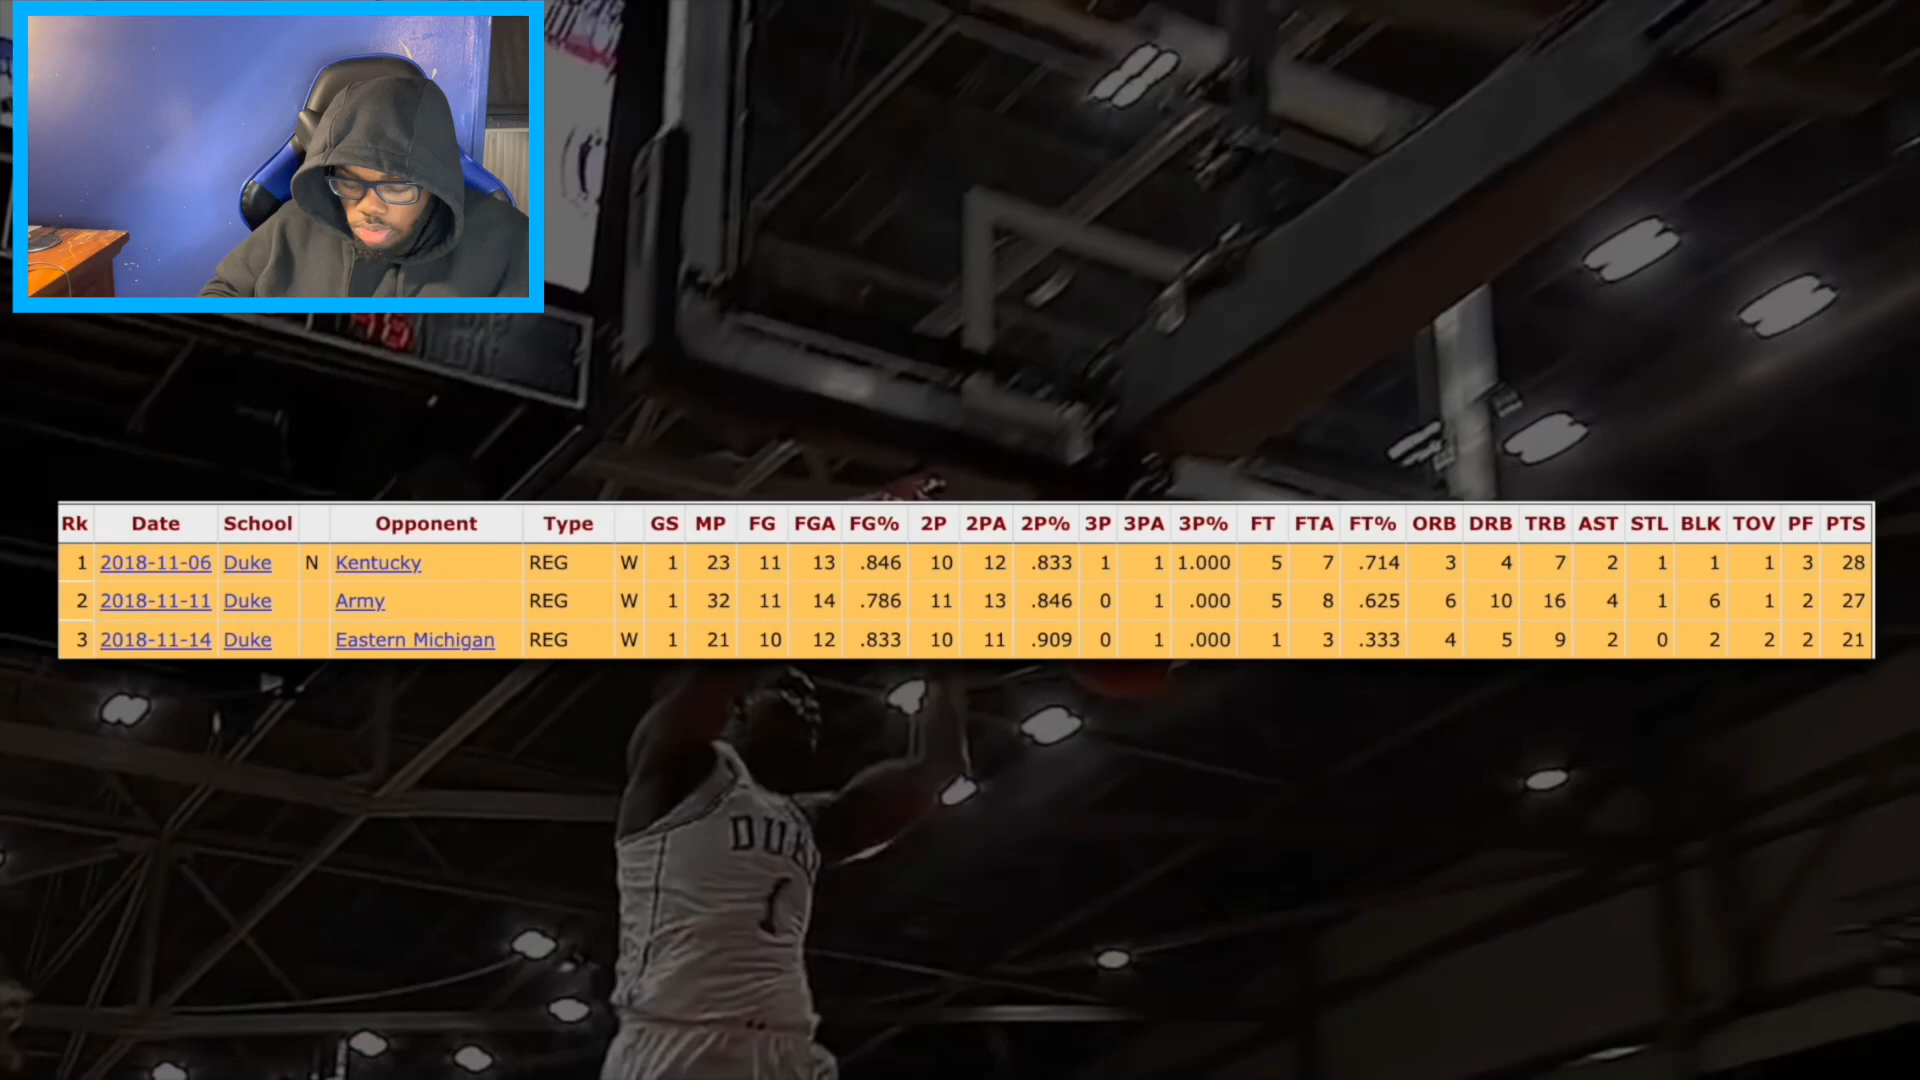 Rk Date School Opponent Type GS MP FG FGA FG% 2P 2PA 2P% 3P 3PA 3P% FT FTA FT% ORB DRB TRB AST STL BLK TOV PF PTS
1 2018-11-06 Duke N Kentucky REG W 1 23 11 13 .846 10 12 .833 1 1 1.000 5 7 .714 3 4 7 2 1 1 1 3 28
2 2018-11-11 Duke Army REG W 1 32 11 14 .786 11 13 .846 0 1 .000 5 8 .625 6 10 16 4 1 6 1 2 27
3 2018-11-14 Duke Eastern Michigan REG W 1 21 10 12 .833 10 11 .909 0 1 .000 1 3 .333 4 5 9 2 0 2 2 2 21
DUKE
1